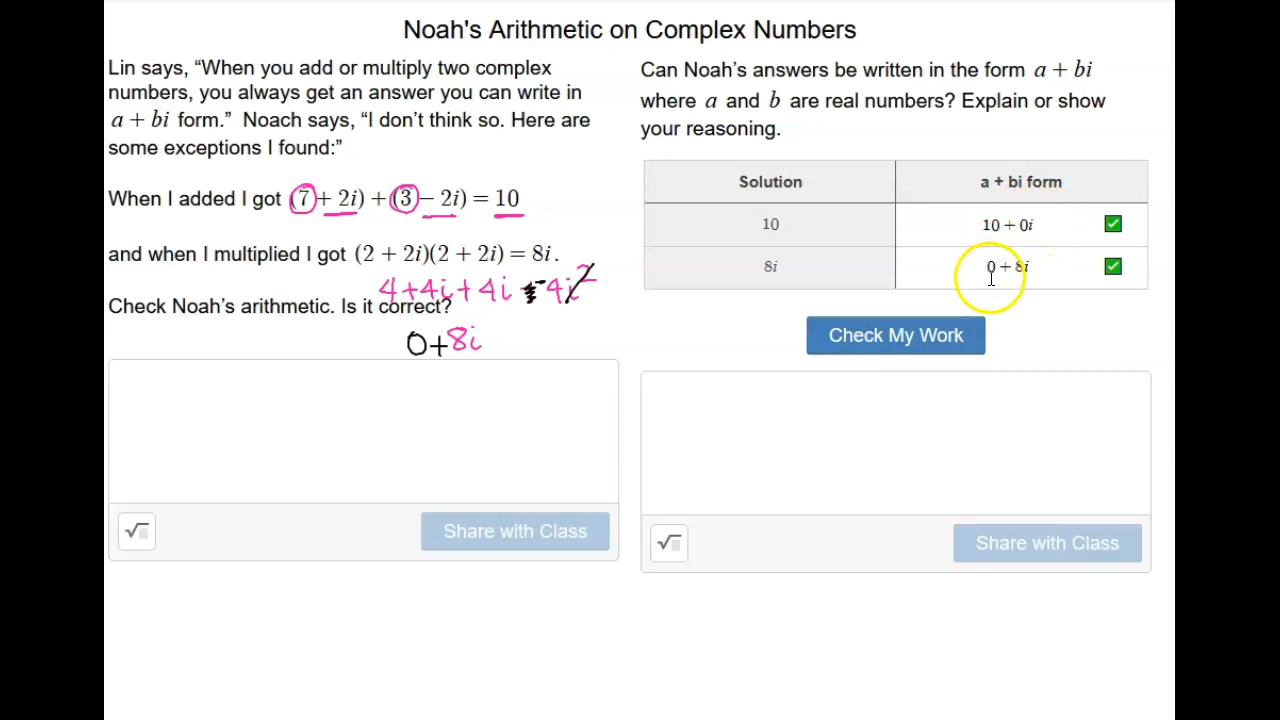 Noah's Arithmetic on Complex Numbers
Lin says, “When you add or multiply two complex
numbers, you always get an answer you can write in
a + bi form.” Noach says, “I don’t think so. Here are
some exceptions I found:”
When I added I got (7 + 2i) + (3 − 2i) = 10
and when I multiplied I got (2 + 2i)(2 + 2i) = 8i.
4+4i+4i - 4i²
Check Noah’s arithmetic. Is it correct?
0+8i
Share with Class
Can Noah’s answers be written in the form a + bi
where a and b are real numbers? Explain or show
your reasoning.
Solution a + bi form
10 10 + 0i
8i 0 + 8i
Check My Work
Share with Class